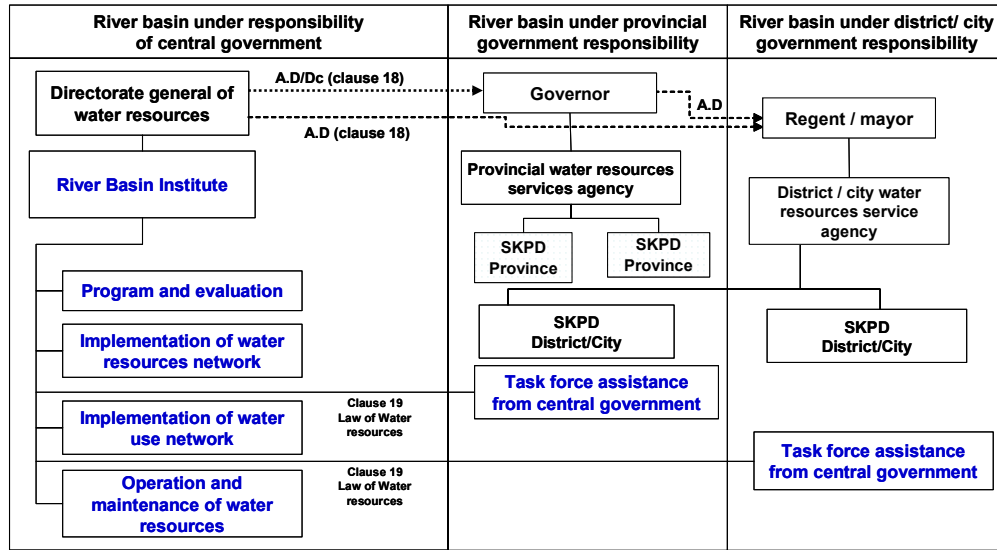 River basin under responsibility
of central government
River basin under provincial
government responsibility
River basin under district/ city
government responsibility
Directorate general of
water resources
A.D/Dc (clause 18)
A.D (clause 18)
Governor
A.D
Regent / mayor
River Basin Institute
Provincial water resources
services agency
District / city water
resources service
agency
SKPD
Province
SKPD
Province
Program and evaluation
SKPD
District/City
SKPD
District/City
Implementation of water
resources network
Task force assistance
from central government
Clause 19
Law of Water
resources
Implementation of water
use network
Task force assistance
from central government
Clause 19
Law of Water
resources
Operation and
maintenance of water
resources